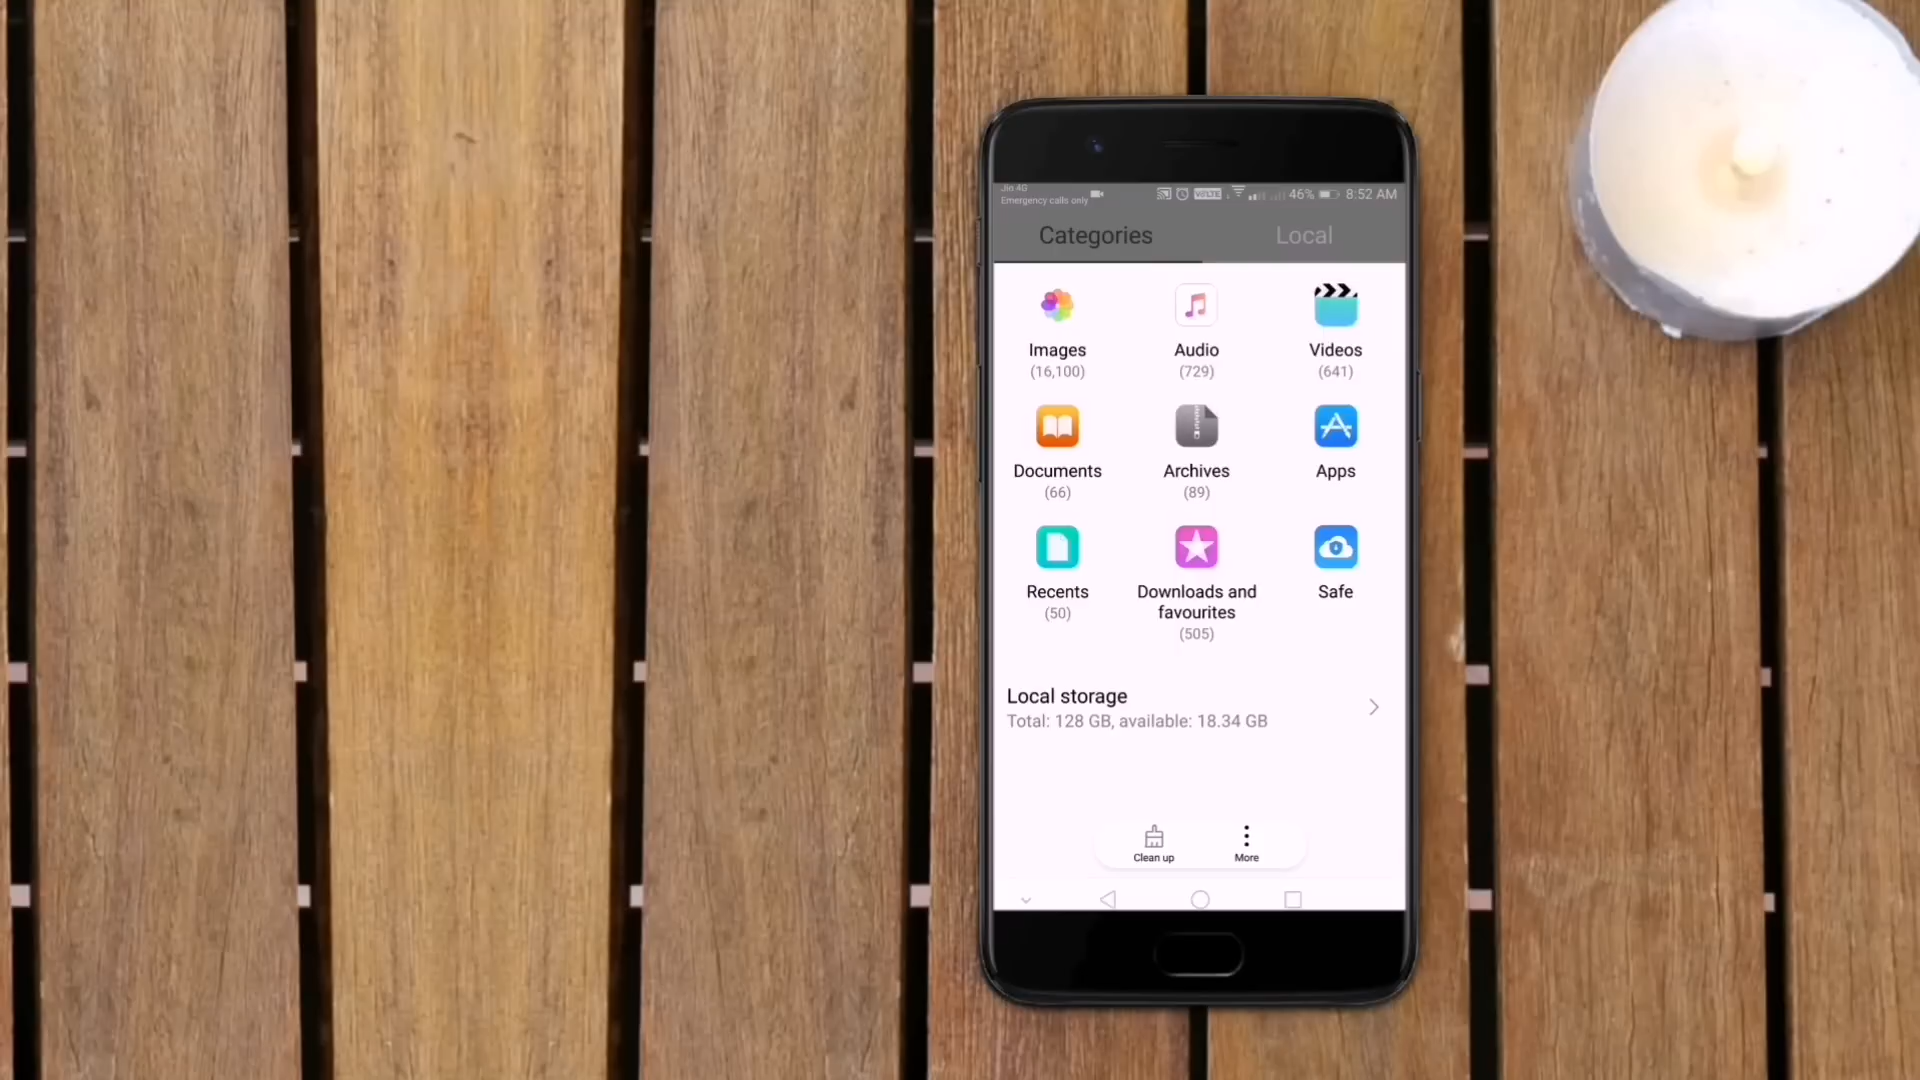 Jio 4G
Emergency calls only
VoLTE 46% 8:52 AM
Categories Local
Images Audio Videos
(16,100) (729) (641)
Documents Archives Apps
(66) (89)
Recents Downloads and favourites Safe
(50) (505)
Local storage
Total: 128 GB, available: 18.34 GB
Clean up More